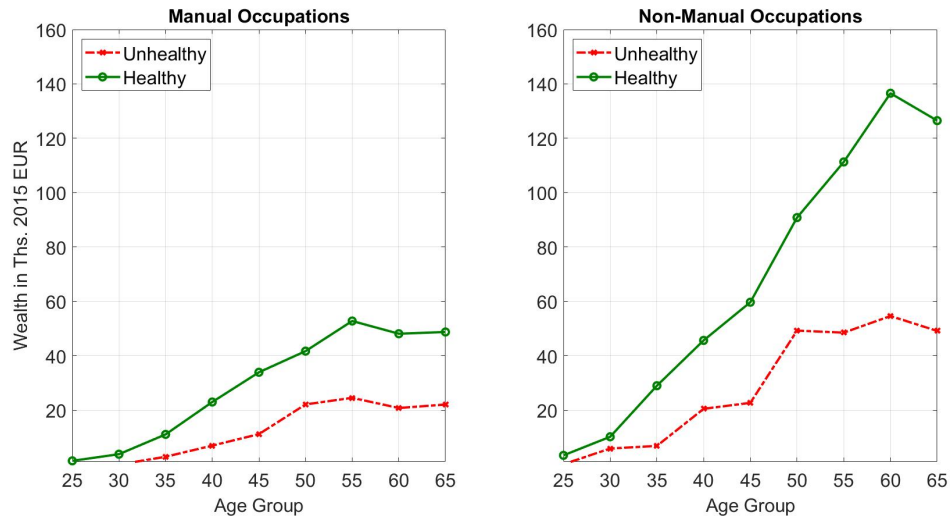 Manual Occupations
160
140
120
100
80
60
40
20
25 30 35 40 45 50 55 60 65
Age Group
Wealth in Ths. 2015 EUR
Unhealthy
Healthy
Non-Manual Occupations
160
140
120
100
80
60
40
20
25 30 35 40 45 50 55 60 65
Age Group
Unhealthy
Healthy